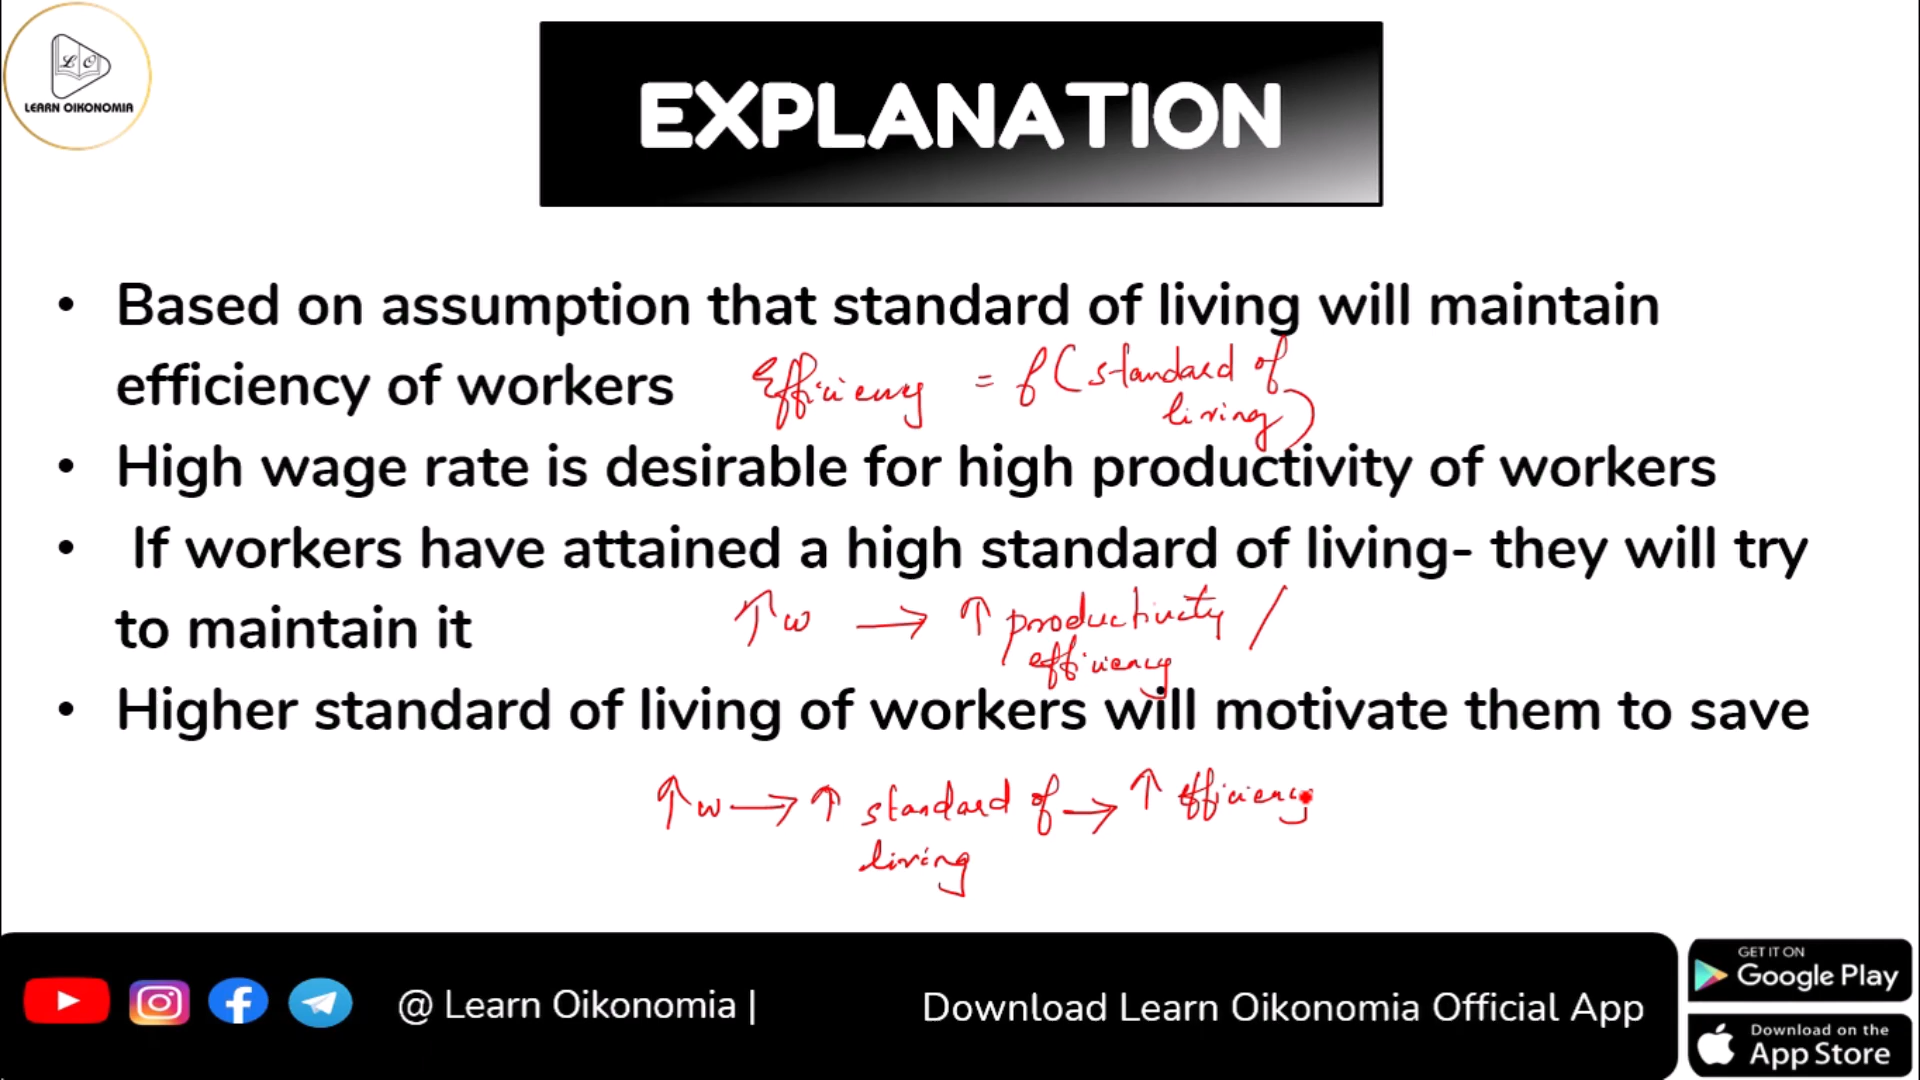 L O
LEARN OIKONOMIA
EXPLANATION
• Based on assumption that standard of living will maintain
efficiency of workers
Efficiency = f (standard of
living)
• High wage rate is desirable for high productivity of workers
• If workers have attained a high standard of living- they will try
to maintain it
↑ w → ↑ productivity /
efficiency
• Higher standard of living of workers will motivate them to save
↑ w → ↑ standard of → ↑ efficiency
living
@ Learn Oikonomia |
Download Learn Oikonomia Official App
GET IT ON
Google Play
Download on the
App Store